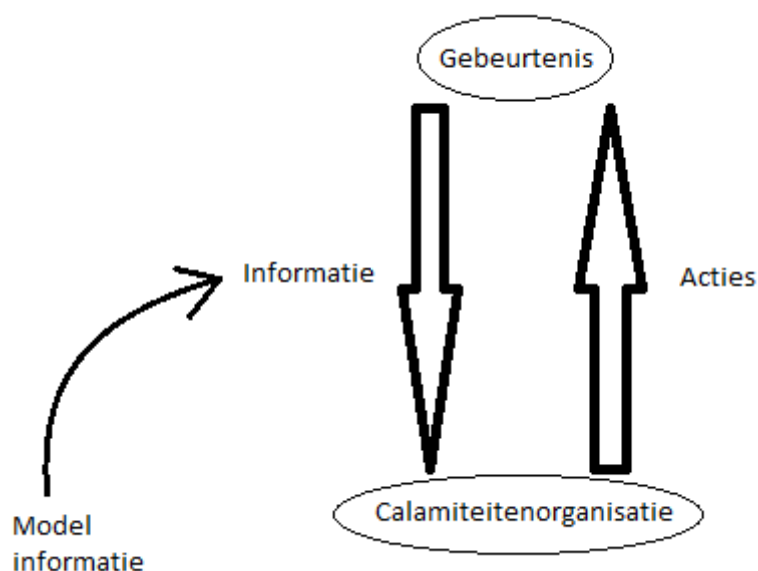 Gebeurtenis
Informatie
Acties
Calamiteitenorganisatie
Model
informatie